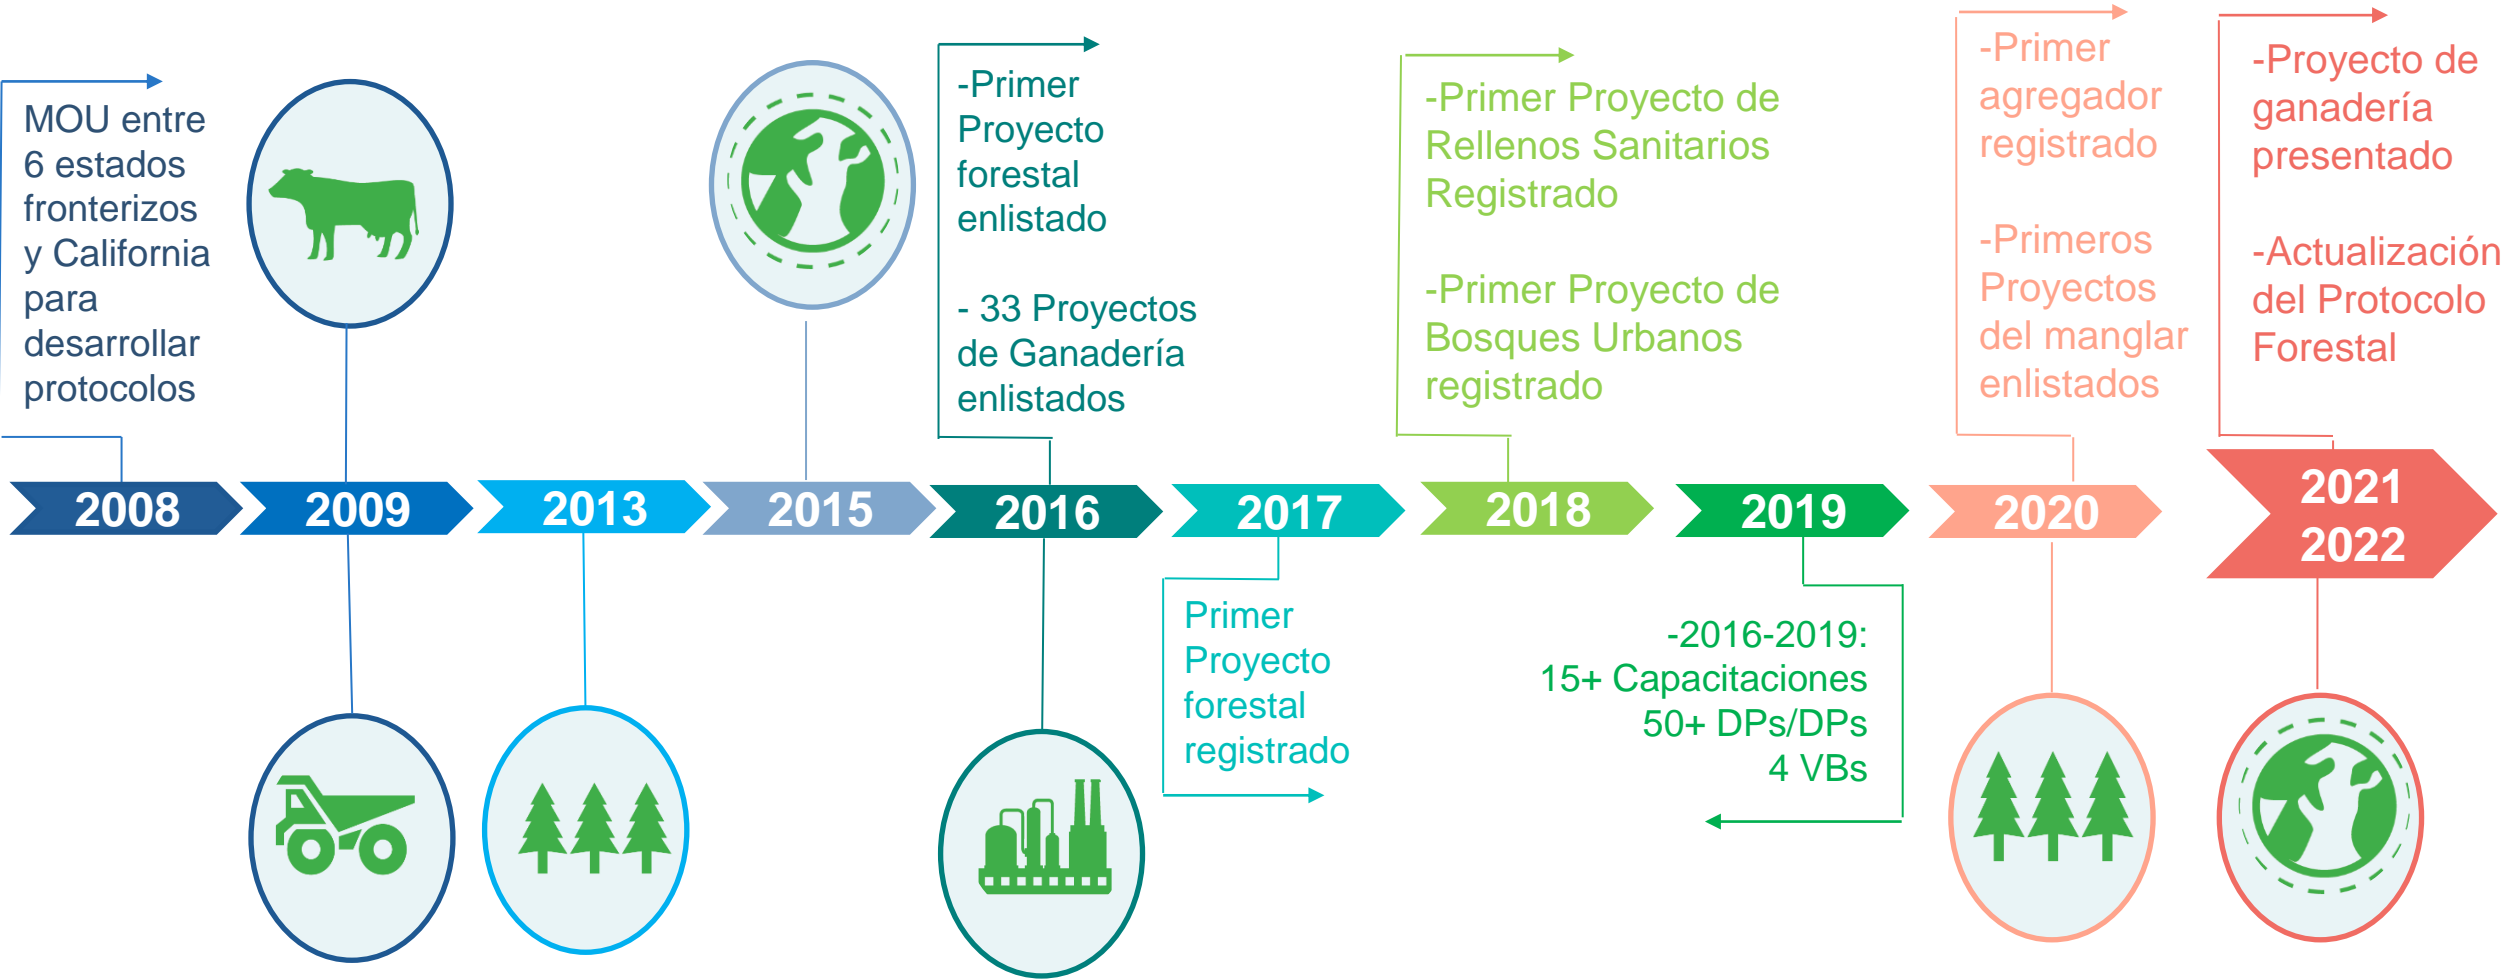 MOU entre
6 estados
fronterizos
y California
para
desarrollar
protocolos
-Primer
Proyecto
forestal
enlistado
- 33 Proyectos
de Ganadería
enlistados
-Primer Proyecto de
Rellenos Sanitarios
Registrado
-Primer Proyecto de
Bosques Urbanos
registrado
-Primer
agregador
registrado
-Primeros
Proyectos
del manglar
enlistados
-Proyecto de
ganadería
presentado
-Actualización
del Protocolo
Forestal
2008
2009
2013
2015
2016
2017
2018
2019
2020
2021
2022
Primer
Proyecto
forestal
registrado
-2016-2019:
15+ Capacitaciones
50+ DPs/DPs
4 VBs